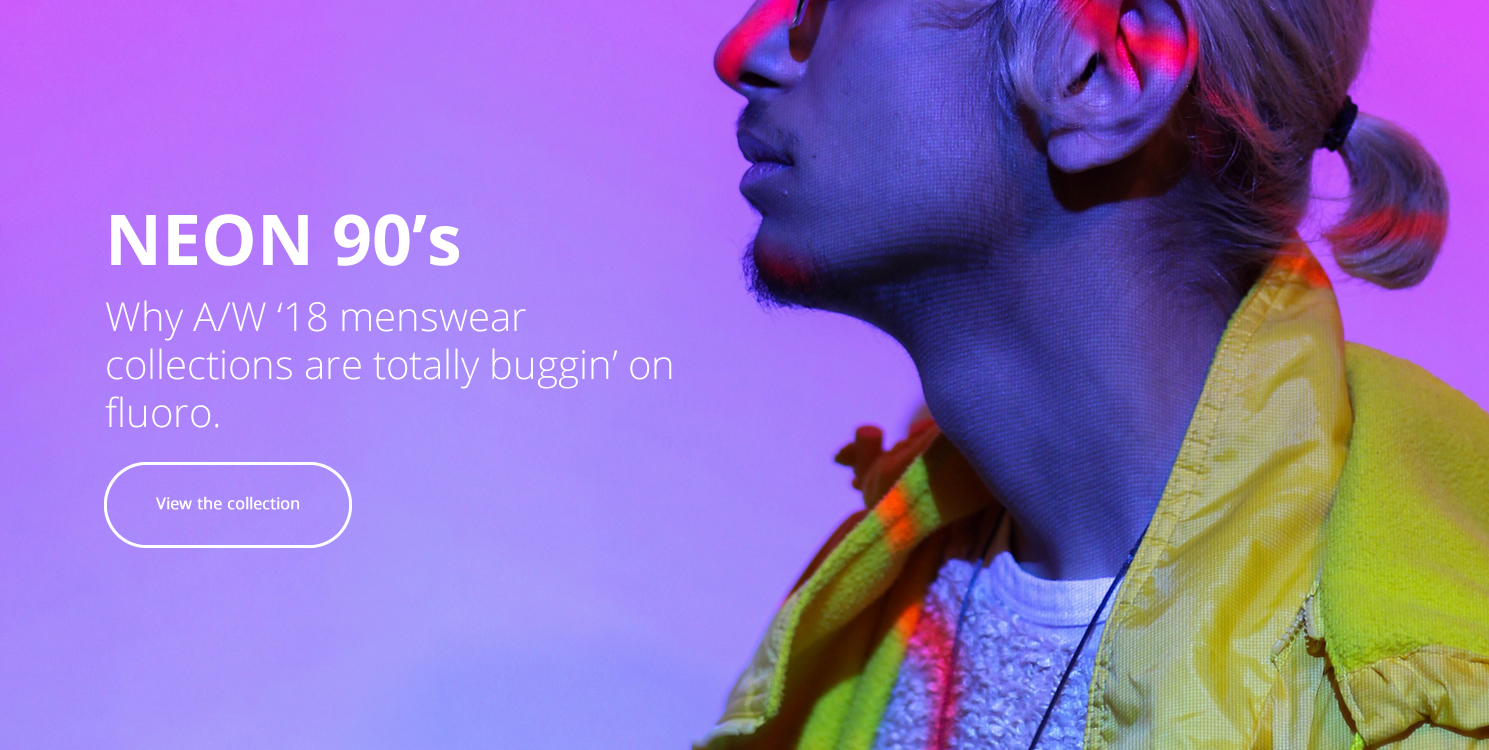 NEON 90’s
Why A/W ‘18 menswear
collections are totally buggin’ on
fluoro.
View the collection